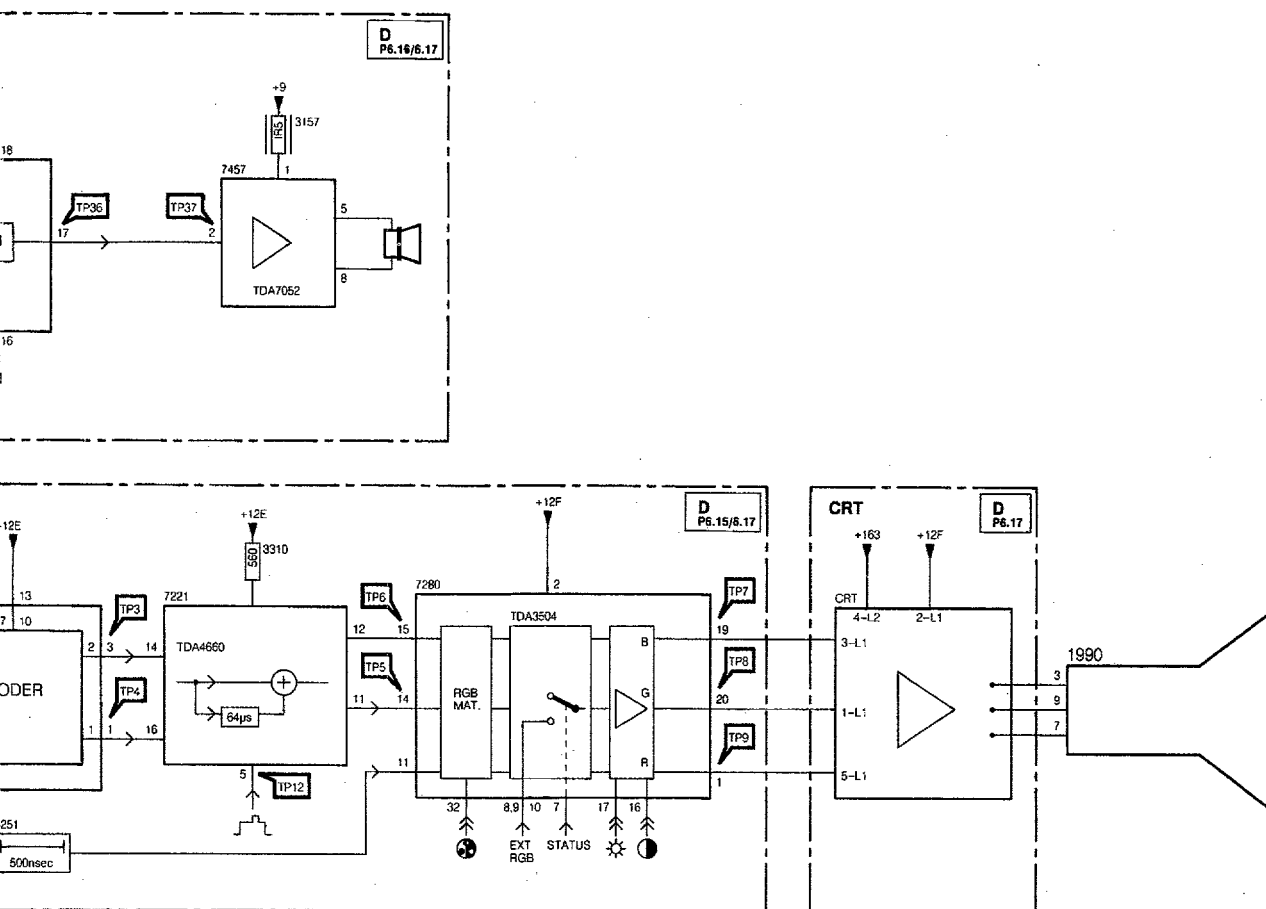 D
P6.16/6.17
+9
1R5
3157
18
7457
1
TP36
TP37
17
2
5
8
TDA7052
16
D
P6.15/6.17
CRT
D
P6.17
+12E
+12E
+12F
+163
+12F
560
3310
13
7
10
TP3
7221
TP6
7280
2
TP7
CRT
4-L2
2-L1
2
3
14
TDA4660
12
15
TDA3504
B
19
3-L1
TP5
TP8
1990
ODER
TP4
64µs
11
14
RGB
MAT.
G
20
1-L1
3
9
7
1
1
16
TP9
5
TP12
11
R
1
5-L1
32
8,9
10
7
17
16
251
500nsec
EXT
RGB
STATUS